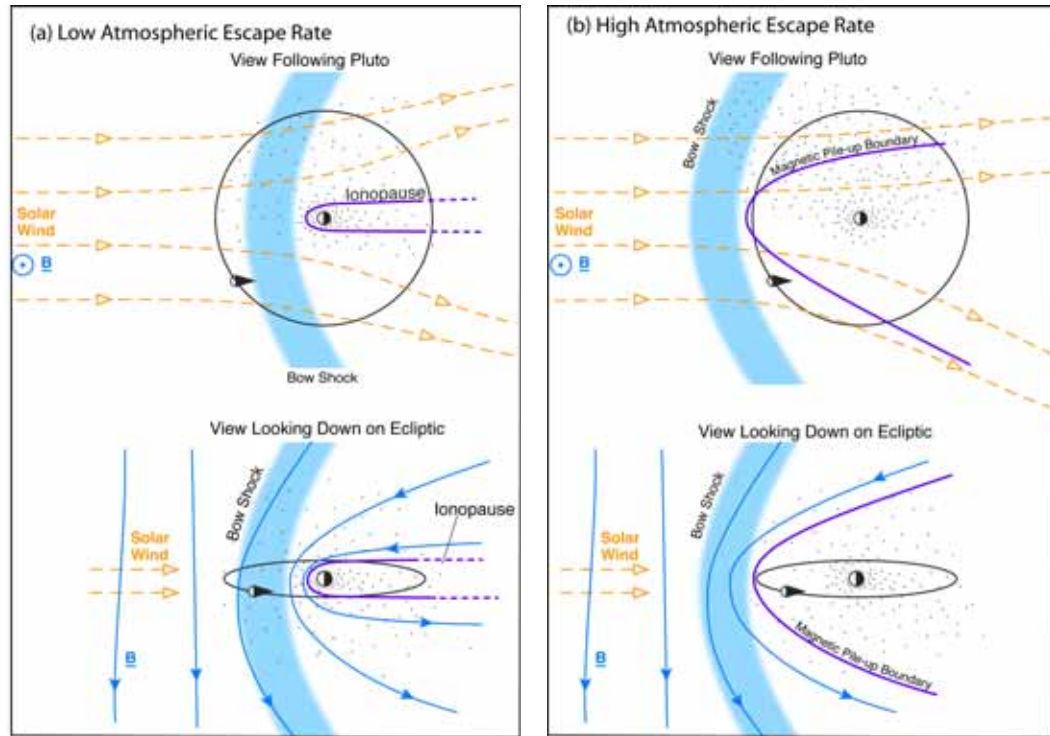 (a) Low Atmospheric Escape Rate
View Following Pluto
Ionopause
Solar
Wind
B
Bow Shock
View Looking Down on Ecliptic
Bow Shock
Ionopause
Solar
Wind
B
(b) High Atmospheric Escape Rate
View Following Pluto
Bow Shock
Magnetic Pile-up Boundary
Solar
Wind
B
View Looking Down on Ecliptic
Bow Shock
Solar
Wind
B
Magnetic Pile-up Boundary